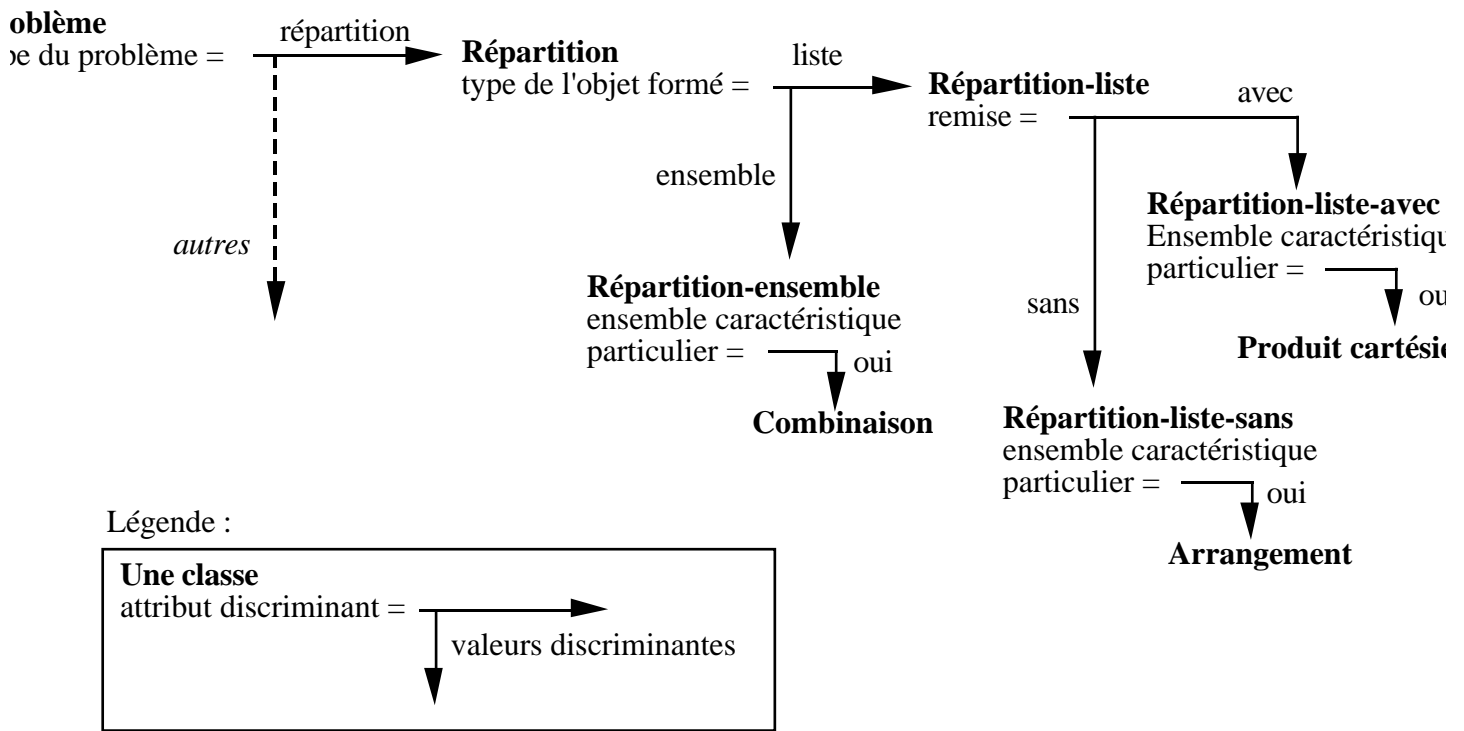 oblème
pe du problème =
répartition
autres
Répartition
type de l'objet formé =
liste
ensemble
Répartition-liste
remise =
avec
sans
Répartition-ensemble
ensemble caractéristique
particulier =
oui
Combinaison
Répartition-liste-avec
Ensemble caractéristiqu
particulier =
ou
Produit cartésie
Répartition-liste-sans
ensemble caractéristique
particulier =
oui
Arrangement
Légende :
Une classe
attribut discriminant =
valeurs discriminantes